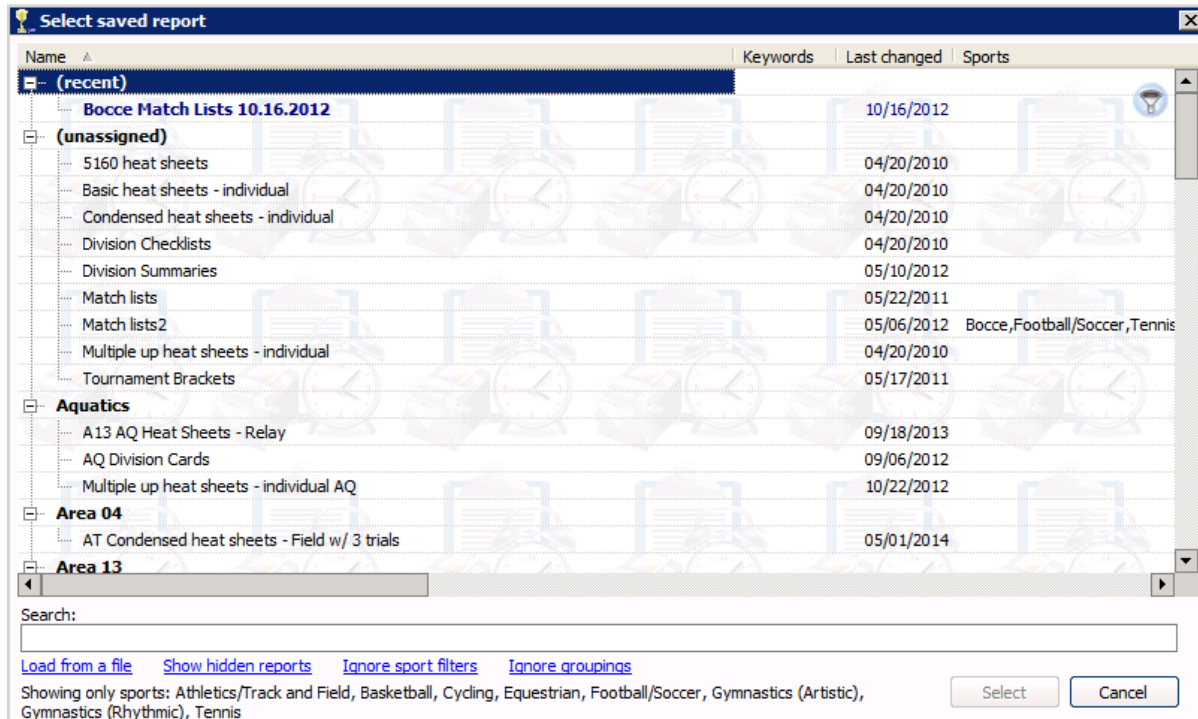 Select saved report
Name Keywords Last changed Sports
(recent)
Bocce Match Lists 10.16.2012 10/16/2012
(unassigned)
5160 heat sheets 04/20/2010
Basic heat sheets - individual 04/20/2010
Condensed heat sheets - individual 04/20/2010
Division Checklists 04/20/2010
Division Summaries 05/10/2012
Match lists 05/22/2011
Match lists2 05/06/2012 Bocce,Football/Soccer,Tennis
Multiple up heat sheets - individual 04/20/2010
Tournament Brackets 05/17/2011
Aquatics
A13 AQ Heat Sheets - Relay 09/18/2013
AQ Division Cards 09/06/2012
Multiple up heat sheets - individual AQ 10/22/2012
Area 04
AT Condensed heat sheets - Field w/ 3 trials 05/01/2014
Area 13
Search:
Load from a file Show hidden reports Ignore sport filters Ignore groupings
Showing only sports: Athletics/Track and Field, Basketball, Cycling, Equestrian, Football/Soccer, Gymnastics (Artistic),
Gymnastics (Rhythmic), Tennis
Select Cancel